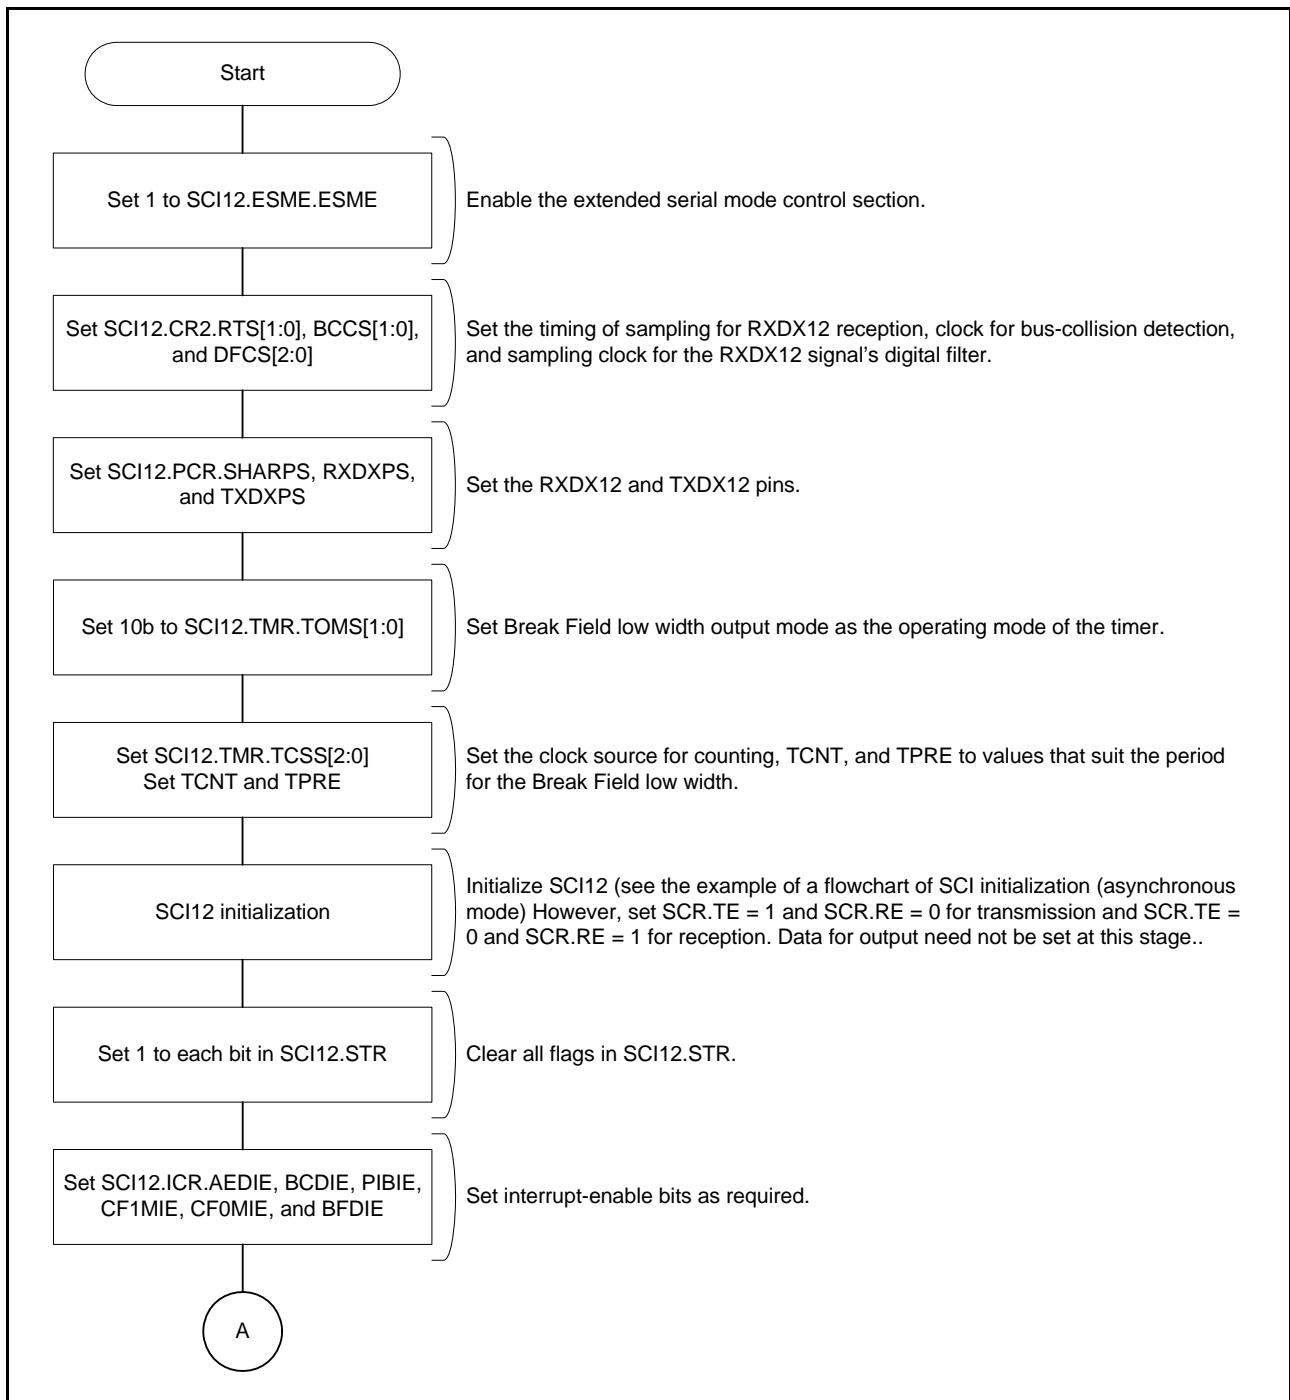 Start
Set 1 to SCI12.ESME.ESME
Enable the extended serial mode control section.
Set SCI12.CR2.RTS[1:0], BCCS[1:0],
and DFCS[2:0]
Set the timing of sampling for RXDX12 reception, clock for bus-collision detection,
and sampling clock for the RXDX12 signal's digital filter.
Set SCI12.PCR.SHARPS, RXDXPS,
and TXDXPS
Set the RXDX12 and TXDX12 pins.
Set 10b to SCI12.TMR.TOMS[1:0]
Set Break Field low width output mode as the operating mode of the timer.
Set SCI12.TMR.TCSS[2:0]
Set TCNT and TPRE
Set the clock source for counting, TCNT, and TPRE to values that suit the period
for the Break Field low width.
SCI12 initialization
Initialize SCI12 (see the example of a flowchart of SCI initialization (asynchronous
mode) However, set SCR.TE = 1 and SCR.RE = 0 for transmission and SCR.TE =
0 and SCR.RE = 1 for reception. Data for output need not be set at this stage..
Set 1 to each bit in SCI12.STR
Clear all flags in SCI12.STR.
Set SCI12.ICR.AEDIE, BCDIE, PIBIE,
CF1MIE, CF0MIE, and BFDIE
Set interrupt-enable bits as required.
A